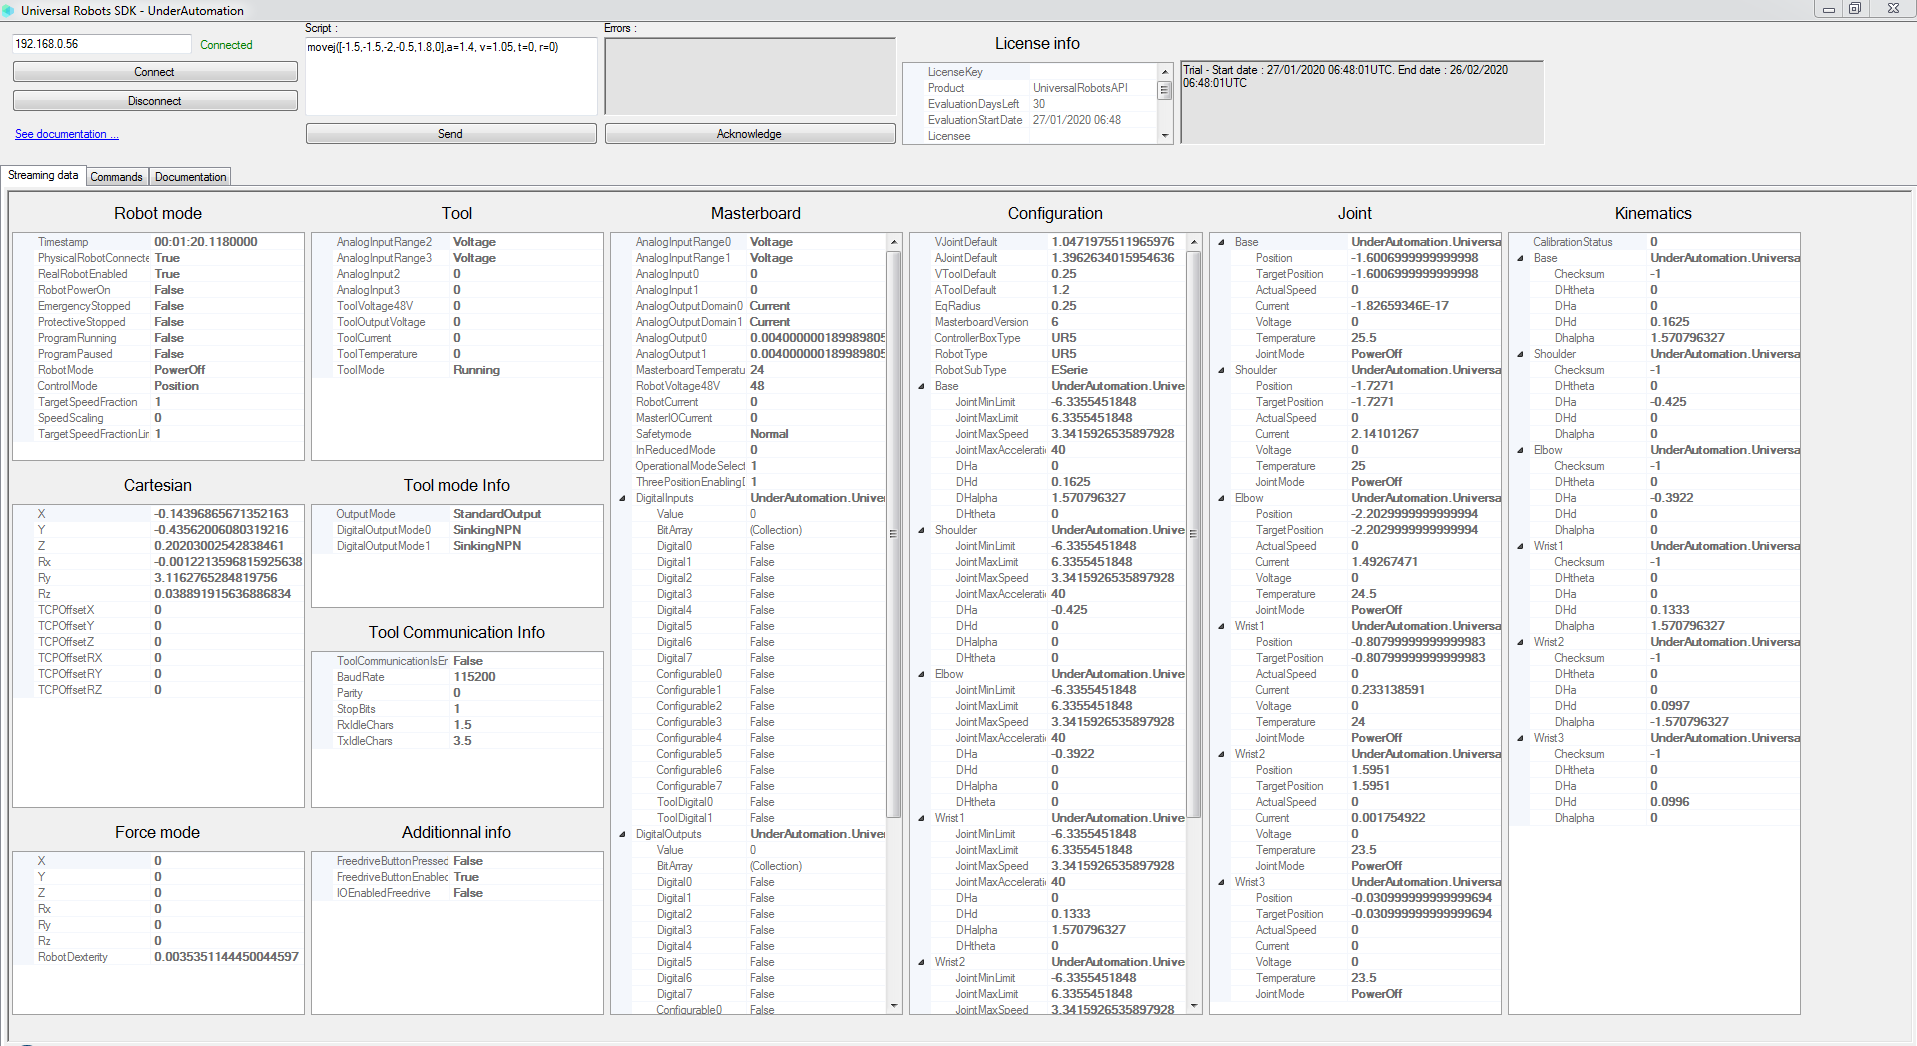 Universal Robots SDK - UnderAutomation
192.168.0.56
Connected
Connect
Disconnect
See documentation ...
Script :
movej([-1.5,-1.5,-2,-0.5,1.8,0],a=1.4, v=1.05, t=0, r=0)
Send
Errors :
Acknowledge
License info
LicenseKey
Product UniversalRobotsAPI
EvaluationDaysLeft 30
EvaluationStartDate 27/01/2020 06:48
Licensee
Trial - Start date : 27/01/2020 06:48:01UTC. End date : 26/02/2020
06:48:01UTC
Streaming data
Commands
Documentation
Robot mode
Timestamp 00:01:20.1180000
PhysicalRobotConnecte True
RealRobotEnabled True
RobotPowerOn False
EmergencyStopped False
ProtectiveStopped False
ProgramRunning False
ProgramPaused False
RobotMode PowerOff
ControlMode Position
TargetSpeedFraction 1
SpeedScaling 0
TargetSpeedFractionLir 1
Cartesian
X -0.14396865671352163
Y -0.43562006080319216
Z 0.20203002542838461
Rx -0.0012213596815925638
Ry 3.1162765284819756
Rz 0.038891915636886834
TCPOffsetX 0
TCPOffsetY 0
TCPOffsetZ 0
TCPOffsetRX 0
TCPOffsetRY 0
TCPOffsetRZ 0
Force mode
X 0
Y 0
Z 0
Rx 0
Ry 0
Rz 0
RobotDexterity 0.0035351144450044597
Tool
AnalogInputRange2 Voltage
AnalogInputRange3 Voltage
AnalogInput2 0
AnalogInput3 0
ToolVoltage48V 0
ToolOutputVoltage 0
ToolCurrent 0
ToolTemperature 0
ToolMode Running
Tool mode Info
OutputMode StandardOutput
DigitalOutputMode0 SinkingNPN
DigitalOutputMode1 SinkingNPN
Tool Communication Info
ToolCommunicationIsEr False
BaudRate 115200
Parity 0
StopBits 1
RxIdleChars 1.5
TxIdleChars 3.5
Additionnal info
FreedriveButtonPressed False
FreedriveButtonEnabled True
IOEnabledFreedrive False
Masterboard
AnalogInputRange0 Voltage
AnalogInputRange1 Voltage
AnalogInput0 0
AnalogInput1 0
AnalogOutputDomain0 Current
AnalogOutputDomain1 Current
AnalogOutput0 0.004000000189989805
AnalogOutput1 0.004000000189989805
MasterboardTemperatu 24
RobotVoltage48V 48
RobotCurrent 0
MasterIOCurrent 0
Safetymode Normal
InReducedMode 0
OperationalModeSelect 1
ThreePositionEnablingD 1
DigitalInputs UnderAutomation.Univer
Value 0
BitArray (Collection)
Digital0 False
Digital1 False
Digital2 False
Digital3 False
Digital4 False
Digital5 False
Digital6 False
Digital7 False
Configurable0 False
Configurable1 False
Configurable2 False
Configurable3 False
Configurable4 False
Configurable5 False
Configurable6 False
Configurable7 False
ToolDigital0 False
ToolDigital1 False
DigitalOutputs UnderAutomation.Univer
Value 0
BitArray (Collection)
Digital0 False
Digital1 False
Digital2 False
Digital3 False
Digital4 False
Digital5 False
Digital6 False
Digital7 False
Configurable0 False
Configuration
VJointDefault 1.0471975511965976
AJointDefault 1.3962634015954636
VToolDefault 0.25
AToolDefault 1.2
EqRadius 0.25
MasterboardVersion 6
ControllerBoxType UR5
RobotType UR5
RobotSubType ESerie
Base UnderAutomation.Unive
JointMinLimit -6.3355451848
JointMaxLimit 6.3355451848
JointMaxSpeed 3.3415926535897928
JointMaxAccelerati 40
DHa 0
DHd 0.1625
DHalpha 1.570796327
DHtheta 0
Shoulder UnderAutomation.Unive
JointMinLimit -6.3355451848
JointMaxLimit 6.3355451848
JointMaxSpeed 3.3415926535897928
JointMaxAccelerati 40
DHa -0.425
DHd 0
DHalpha 0
DHtheta 0
Elbow UnderAutomation.Unive
JointMinLimit -6.3355451848
JointMaxLimit 6.3355451848
JointMaxSpeed 3.3415926535897928
JointMaxAccelerati 40
DHa -0.3922
DHd 0
DHalpha 0
DHtheta 0
Wrist1 UnderAutomation.Unive
JointMinLimit -6.3355451848
JointMaxLimit 6.3355451848
JointMaxSpeed 3.3415926535897928
JointMaxAccelerati 40
DHa 0
DHd 0.1333
DHalpha 1.570796327
DHtheta 0
Wrist2 UnderAutomation.Unive
JointMinLimit -6.3355451848
JointMaxLimit 6.3355451848
JointMaxSpeed 3.3415926535897928
Joint
Base UnderAutomation.Universa
Position -1.6006999999999998
TargetPosition -1.6006999999999998
ActualSpeed 0
Current -1.82659346E-17
Voltage 0
Temperature 25.5
JointMode PowerOff
Shoulder UnderAutomation.Universa
Position -1.7271
TargetPosition -1.7271
ActualSpeed 0
Current 2.14101267
Voltage 0
Temperature 25
JointMode PowerOff
Elbow UnderAutomation.Universa
Position -2.2029999999999994
TargetPosition -2.2029999999999994
ActualSpeed 0
Current 1.49267471
Voltage 0
Temperature 24.5
JointMode PowerOff
Wrist1 UnderAutomation.Universa
Position -0.80799999999999983
TargetPosition -0.80799999999999983
ActualSpeed 0
Current 0.233138591
Voltage 0
Temperature 24
JointMode PowerOff
Wrist2 UnderAutomation.Universa
Position 1.5951
TargetPosition 1.5951
ActualSpeed 0
Current 0.001754922
Voltage 0
Temperature 23.5
JointMode PowerOff
Wrist3 UnderAutomation.Universa
Position -0.030999999999999694
TargetPosition -0.030999999999999694
ActualSpeed 0
Current 0
Voltage 0
Temperature 23.5
JointMode PowerOff
Kinematics
CalibrationStatus 0
Base UnderAutomation.Universa
Checksum -1
DHtheta 0
DHa 0
DHd 0.1625
Dhalpha 1.570796327
Shoulder UnderAutomation.Universa
Checksum -1
DHtheta 0
DHa -0.425
DHd 0
Dhalpha 0
Elbow UnderAutomation.Universa
Checksum -1
DHtheta 0
DHa -0.3922
DHd 0
Dhalpha 0
Wrist1 UnderAutomation.Universa
Checksum -1
DHtheta 0
DHa 0
DHd 0.1333
Dhalpha 1.570796327
Wrist2 UnderAutomation.Universa
Checksum -1
DHtheta 0
DHa 0
DHd 0.0997
Dhalpha -1.570796327
Wrist3 UnderAutomation.Universa
Checksum -1
DHtheta 0
DHa 0
DHd 0.0996
Dhalpha 0